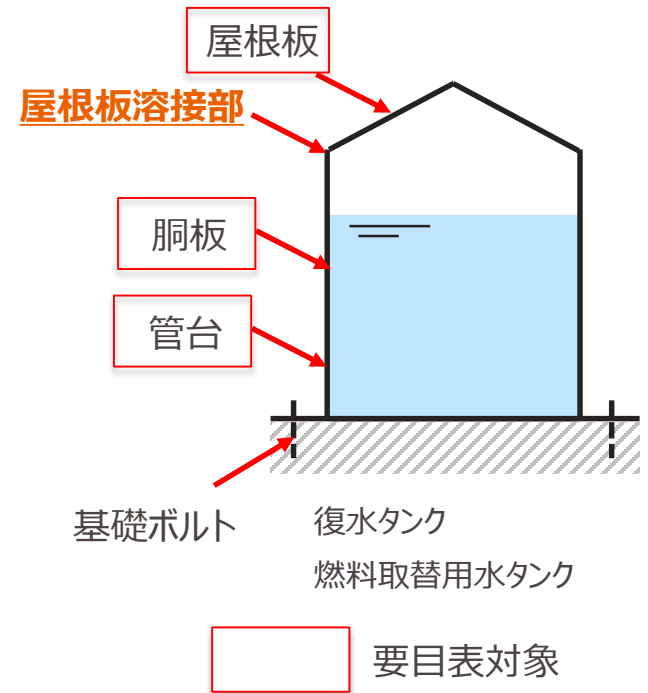 屋根板
屋根板溶接部
胴板
管台
基礎ボルト
復水タンク
燃料取替用水タンク
要目表対象